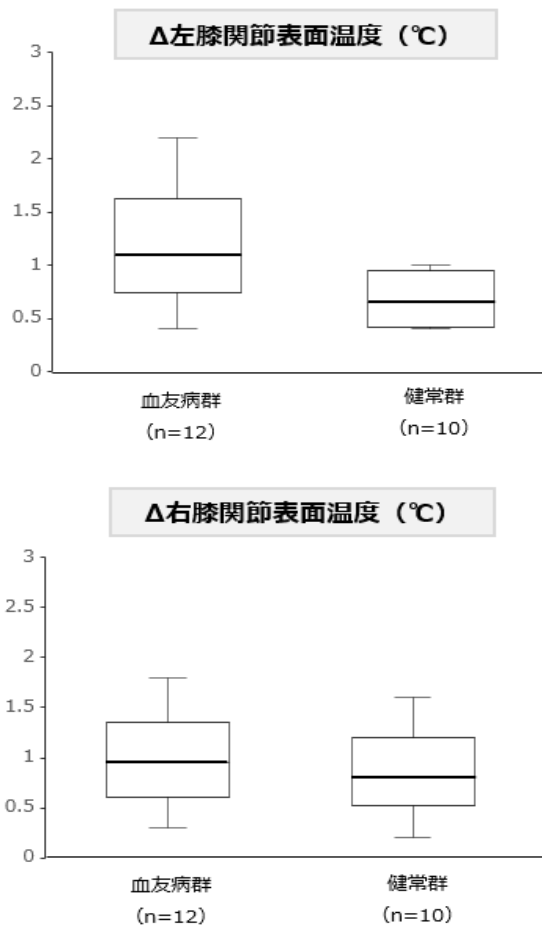 Δ左膝関節表面温度（℃）
3
2.5
2
1.5
1
0.5
0
血友病群
（n=12）
健常群
（n=10）
Δ右膝関節表面温度（℃）
3
2.5
2
1.5
1
0.5
0
血友病群
（n=12）
健常群
（n=10）